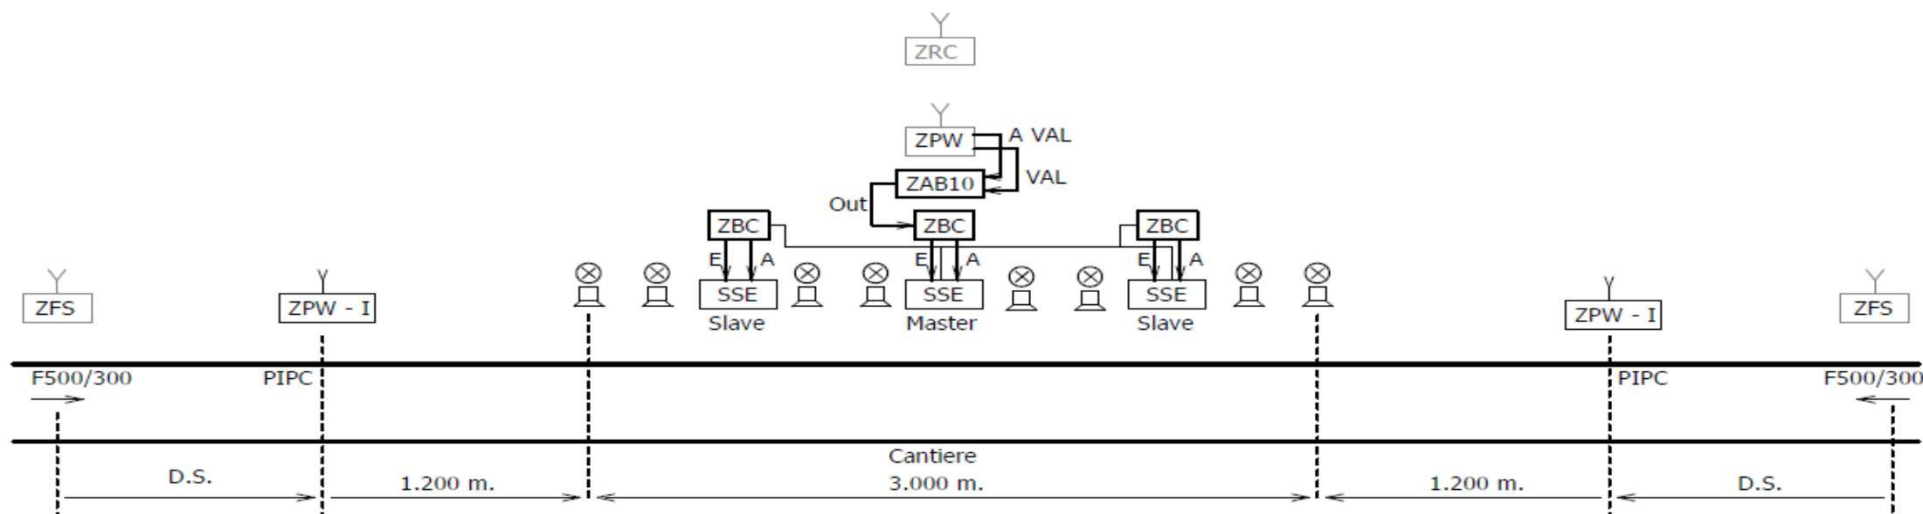 ZRC
ZPW
A VAL
ZAB10
VAL
Out
ZBC
ZBC
ZBC
E A
E A
E A
ZFS
ZPW - I
SSE
SSE
SSE
ZPW - I
ZFS
Slave
Master
Slave
F500/300
PIPC
PIPC
F500/300
Cantiere
D.S.
1.200 m.
3.000 m.
1.200 m.
D.S.